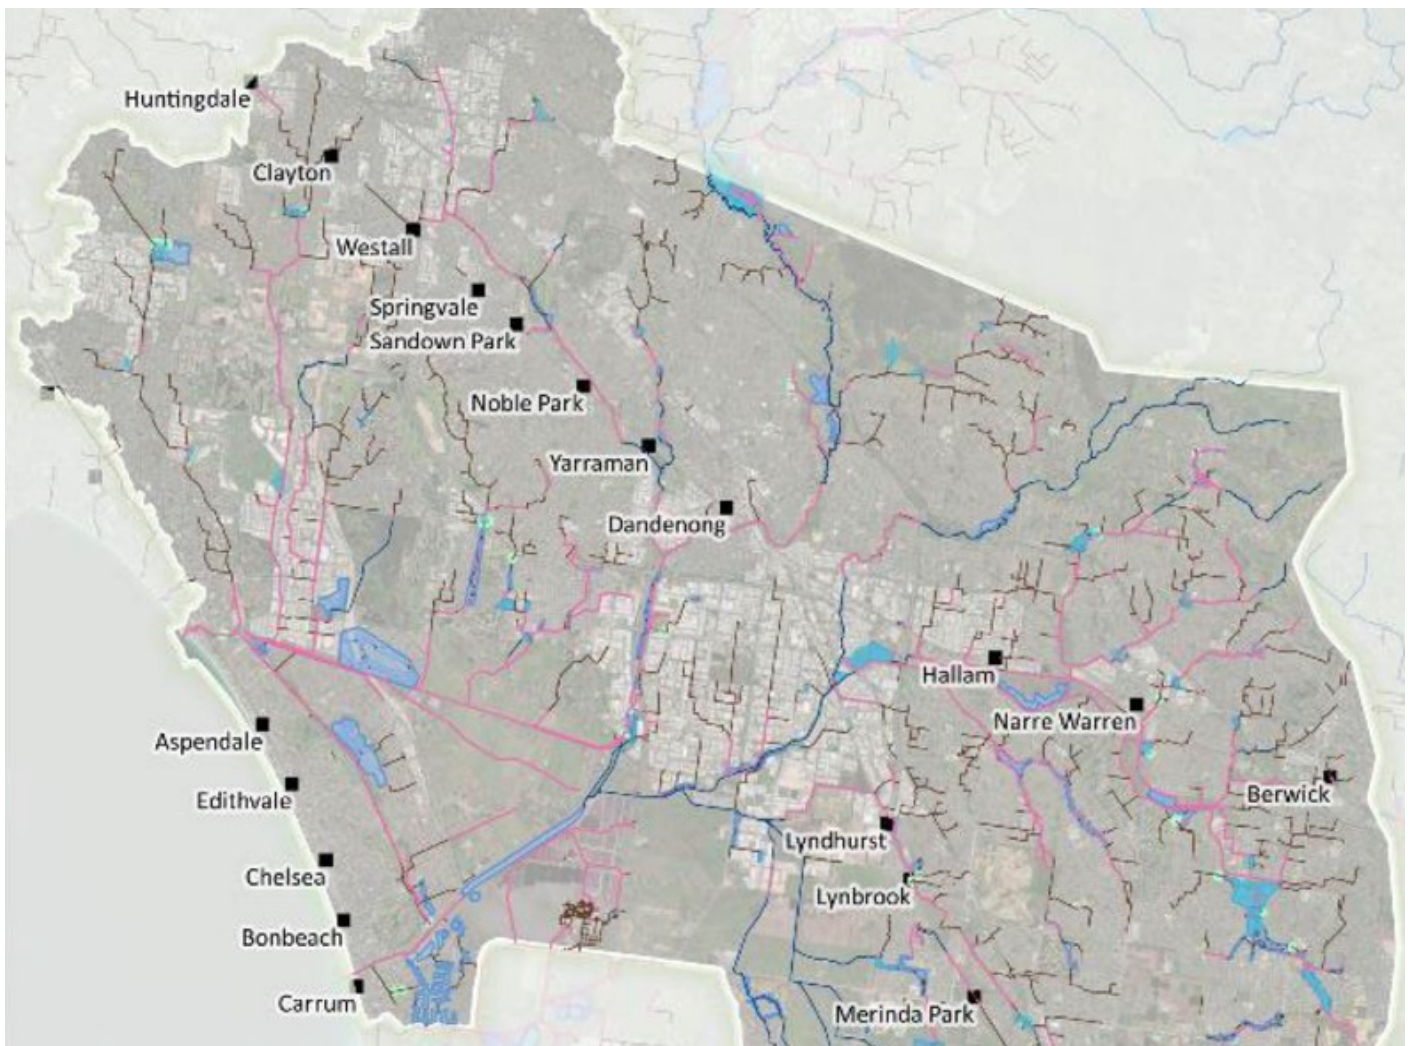 Huntingdale
Clayton
Westall
Springvale
Sandown Park
Noble Park
Yarraman
Dandenong
Hallam
Narre Warren
Aspendale
Berwick
Edithvale
Lyndhurst
Chelsea
Lynbrook
Bonbeach
Carrum
Merinda Park